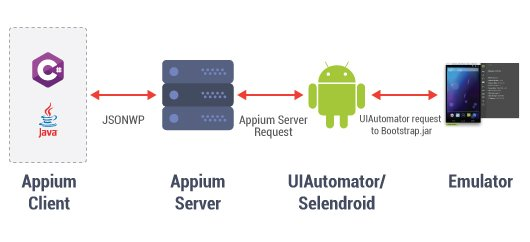 C#
Java
JSONWP
Appium Server
Request
UIAutomator request
to Bootstrap.jar
Appium
Client
Appium
Server
UIAutomator/
Selendroid
Emulator